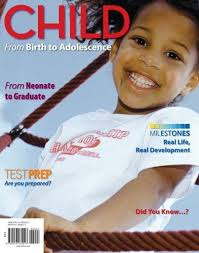 CHILD
From Birth to Adolescence
From Neonate
to Graduate
MILESTONES
Real Life,
Real Development
TESTPREP
Are you prepared?
Did You Know...?